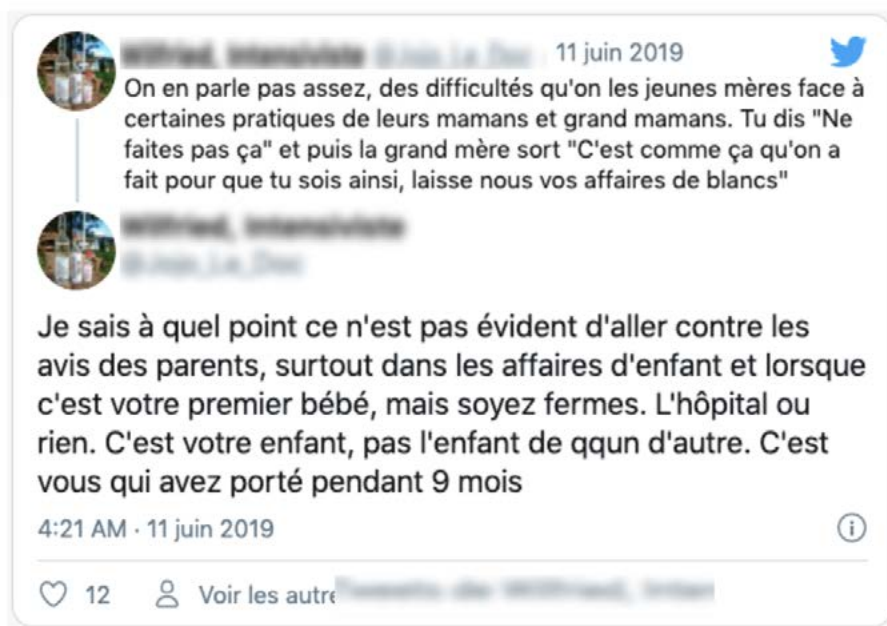 11 juin 2019
On en parle pas assez, des difficultés qu'on les jeunes mères face à
certaines pratiques de leurs mamans et grand mamans. Tu dis "Ne
faites pas ça" et puis la grand mère sort "C'est comme ça qu'on a
fait pour que tu sois ainsi, laisse nous vos affaires de blancs"
Je sais à quel point ce n'est pas évident d'aller contre les
avis des parents, surtout dans les affaires d'enfant et lorsque
c'est votre premier bébé, mais soyez fermes. L'hôpital ou
rien. C'est votre enfant, pas l'enfant de qqun d'autre. C'est
vous qui avez porté pendant 9 mois
4:21 AM · 11 juin 2019
12 Voir les autre